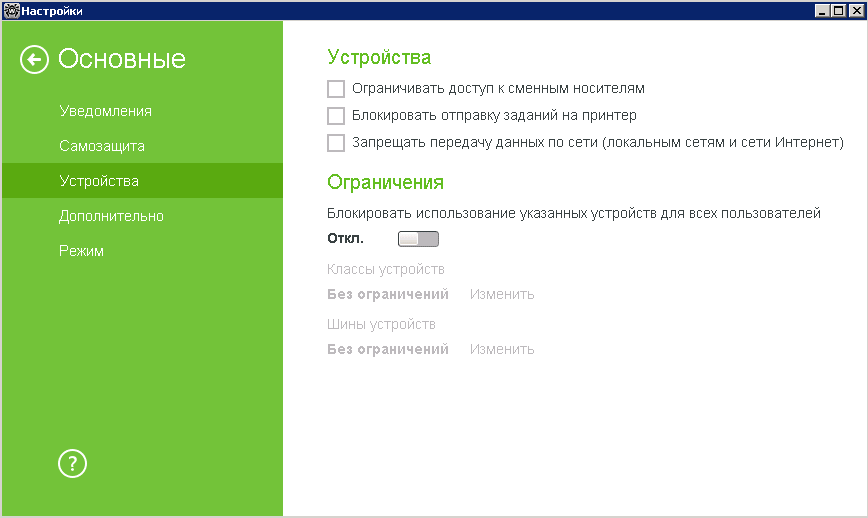 Настройки
Основные
Уведомления
Самозащита
Устройства
Дополнительно
Режим
?
Устройства
Ограничивать доступ к сменным носителям
Блокировать отправку заданий на принтер
Запрещать передачу данных по сети (локальным сетям и сети Интернет)
Ограничения
Блокировать использование указанных устройств для всех пользователей
Откл.
Классы устройств
Без ограничений Изменить
Шины устройств
Без ограничений Изменить